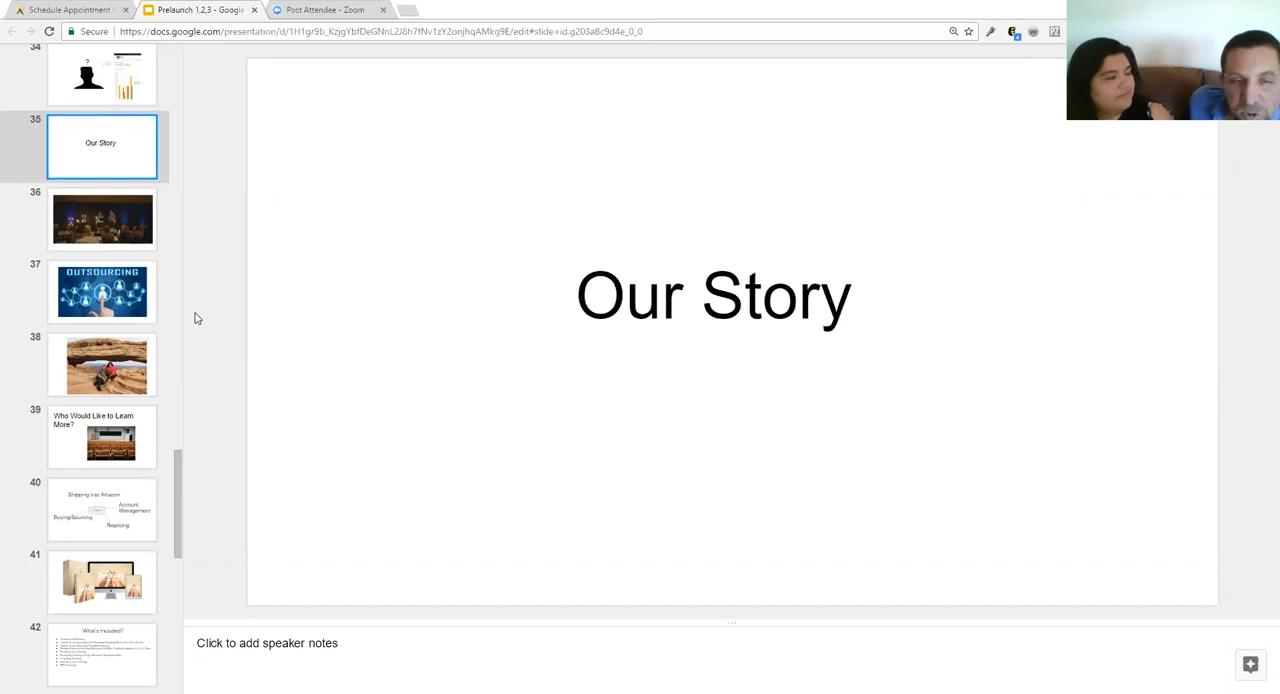 Schedule Appointment
Prelaunch 1,2,3 - Google
Post Attendee - Zoom
Secure
https://docs.google.com/presentation/d/1H1gr9b_KzjgYbfDeGNnL2J8h7fNv1zY2onjhqAMkg9E/edit#slide=id.g203a8c9d4e_0_0
34
?
35
Our Story
36
37
OUTSOURCING
38
39
Who Would Like to Learn
More?
40
Shipping into Amazon
Account
Management
Buying/Sourcing
Repricing
41
42
What's Included?
Our Story
Click to add speaker notes